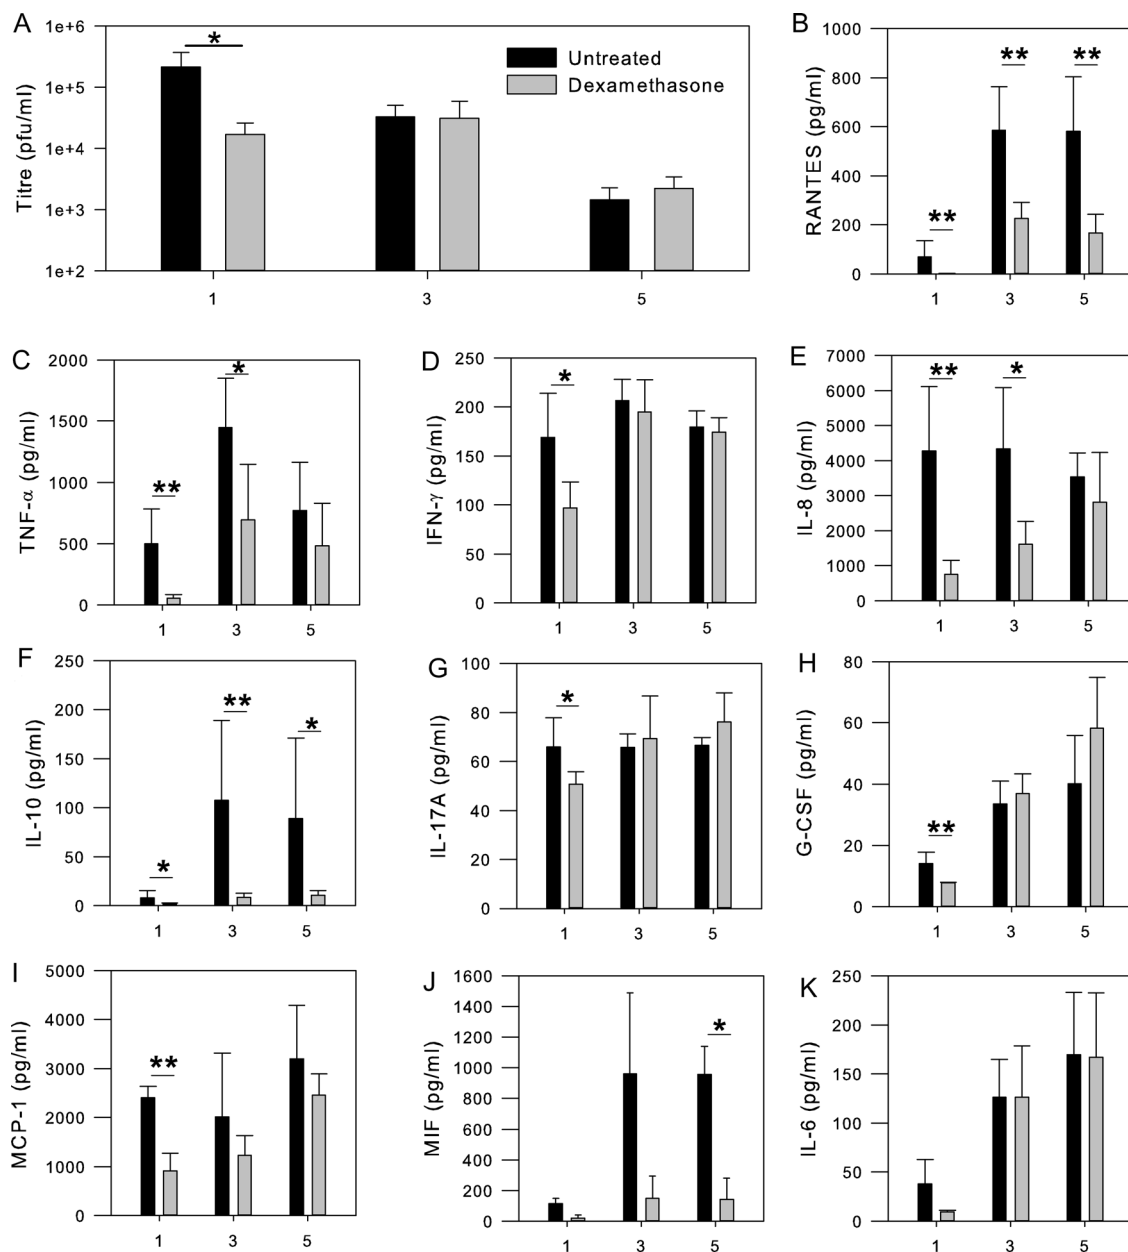 A
Titre (pfu/ml)
1e+6
1e+5
1e+4
1e+3
1e+2
*
Untreated
Dexamethasone
1 3 5
B
RANTES (pg/ml)
1000
800
600
400
200
0
** ** **
1 3 5
C
TNF-α (pg/ml)
2000
1500
1000
500
0
** *
1 3 5
D
IFN-γ (pg/ml)
250
200
150
100
50
0
*
1 3 5
E
IL-8 (pg/ml)
7000
6000
5000
4000
3000
2000
1000
0
** *
1 3 5
F
IL-10 (pg/ml)
250
200
150
100
50
0
* ** *
1 3 5
G
IL-17A (pg/ml)
100
80
60
40
20
0
*
1 3 5
H
G-CSF (pg/ml)
80
60
40
20
0
**
1 3 5
I
MCP-1 (pg/ml)
5000
4000
3000
2000
1000
0
**
1 3 5
J
MIF (pg/ml)
1600
1400
1200
1000
800
600
400
200
0
*
1 3 5
K
IL-6 (pg/ml)
250
200
150
100
50
0
1 3 5